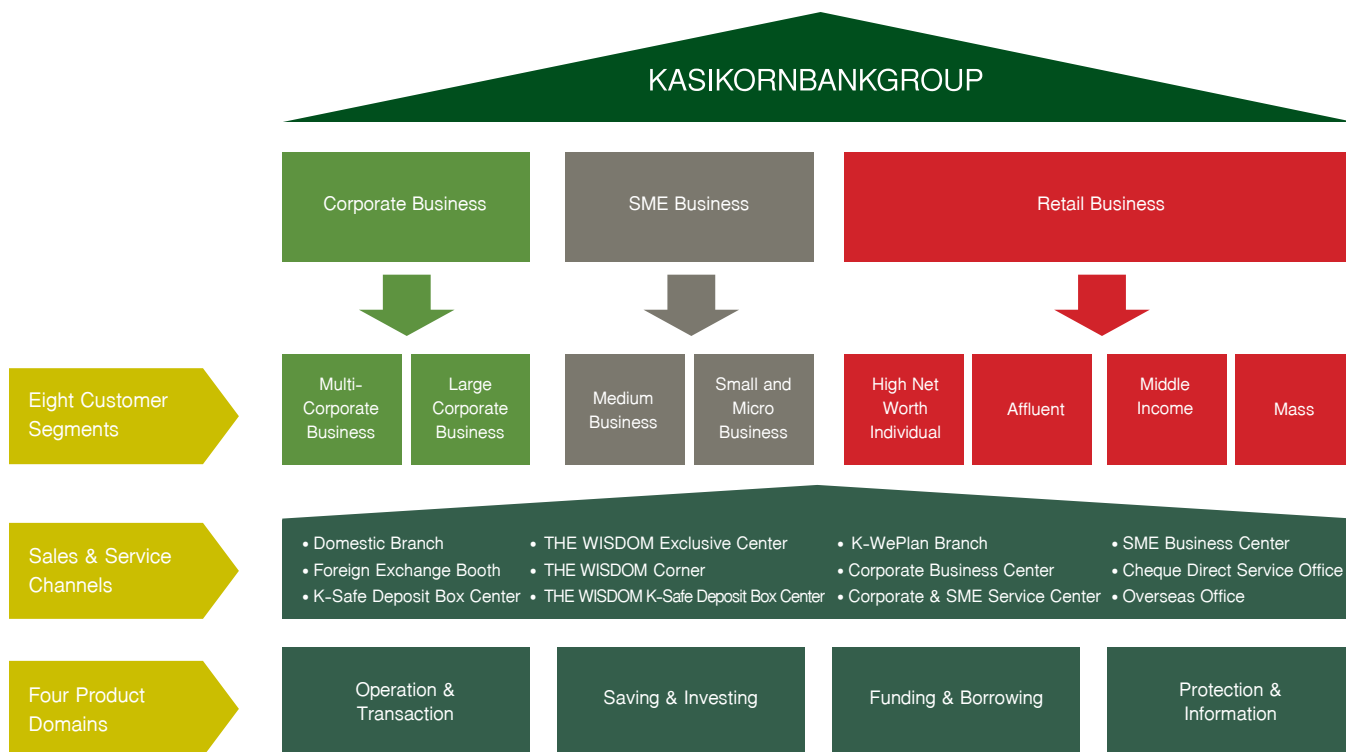 KASIKORNBANKGROUP
Corporate Business
SME Business
Retail Business
Eight Customer
Segments
Multi-
Corporate
Business
Large
Corporate
Business
Medium
Business
Small and
Micro
Business
High Net
Worth
Individual
Affluent
Middle
Income
Mass
Sales & Service
Channels
• Domestic Branch
• Foreign Exchange Booth
• K-Safe Deposit Box Center
• THE WISDOM Exclusive Center
• THE WISDOM Corner
• THE WISDOM K-Safe Deposit Box Center
• K-WePlan Branch
• Corporate Business Center
• Corporate & SME Service Center
• SME Business Center
• Cheque Direct Service Office
• Overseas Office
Four Product
Domains
Operation &
Transaction
Saving & Investing
Funding & Borrowing
Protection &
Information